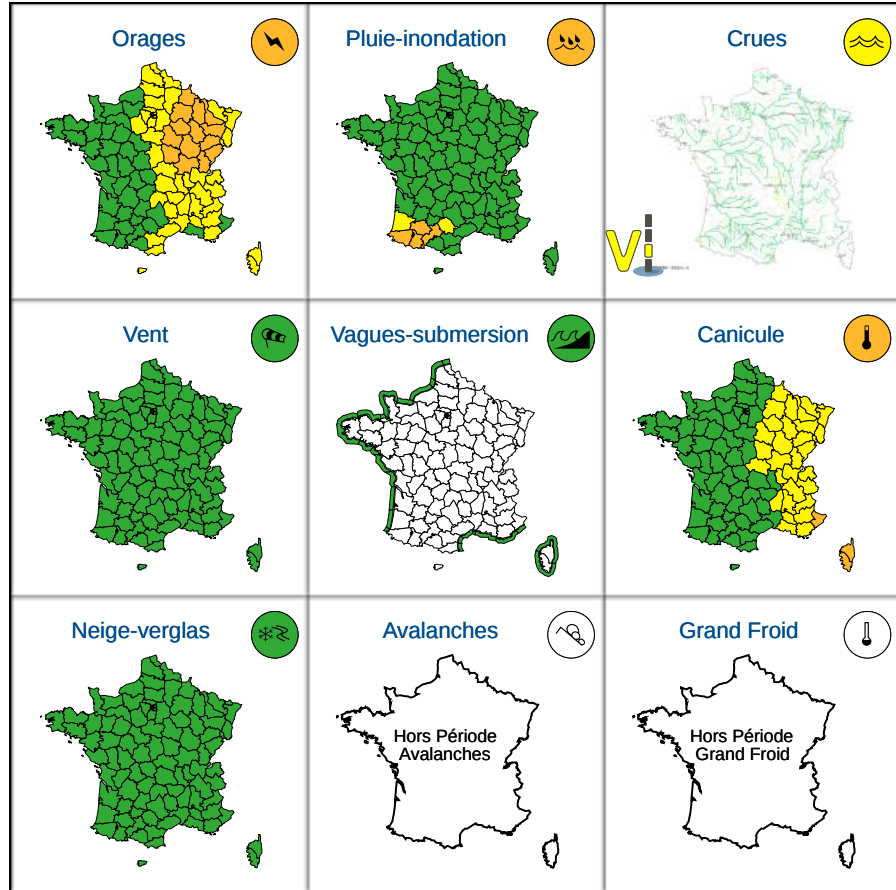 Orages
Pluie-inondation
Crues
Vi
Vent
Vagues-submersion
Canicule
Neige-verglas
Avalanches
Grand Froid
Hors Période
Avalanches
Hors Période
Grand Froid